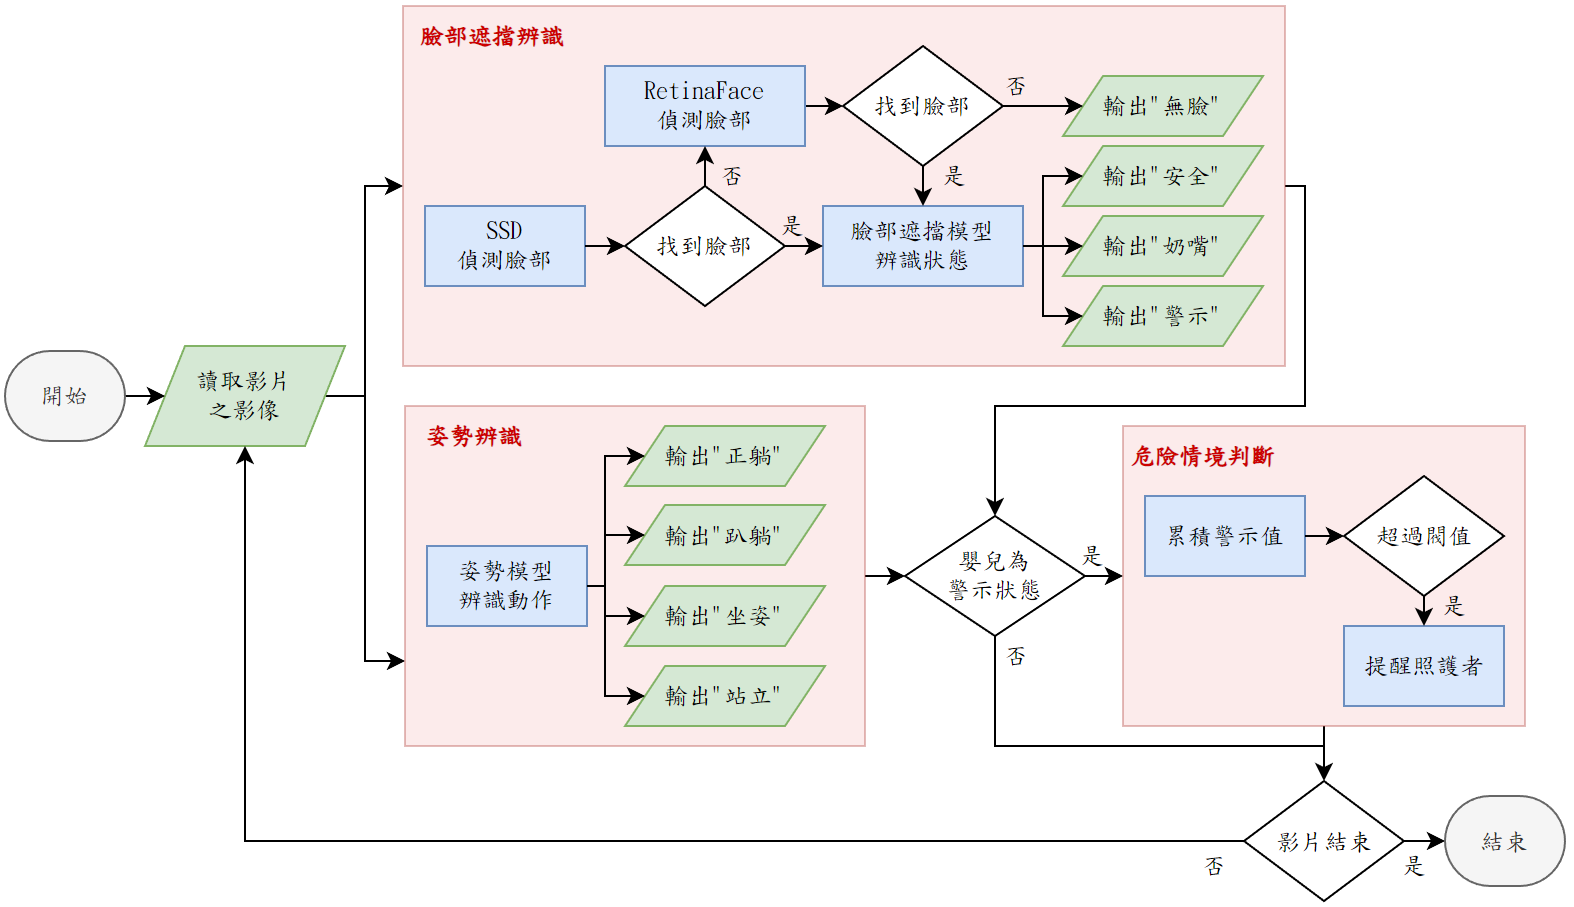 臉部遮擋辨識
RetinaFace
偵測臉部
找到臉部
否
輸出"無臉"
是
否
SSD
偵測臉部
找到臉部
是
臉部遮擋模型
辨識狀態
輸出"安全"
輸出"奶嘴"
輸出"警示"
開始
讀取影片
之影像
姿勢辨識
姿勢模型
辨識動作
輸出"正躺"
輸出"趴躺"
輸出"坐姿"
輸出"站立"
嬰兒為
警示狀態
是
否
危險情境判斷
累積警示值
超過閥值
是
提醒照護者
影片結束
否
是
結束